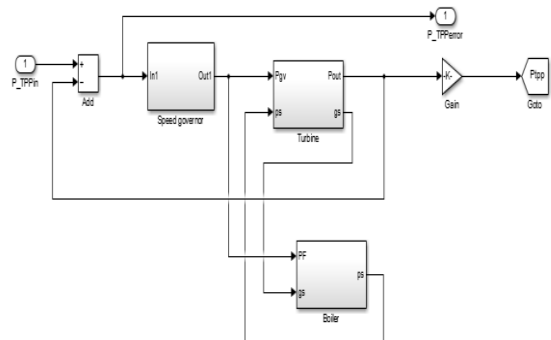 1
P_TPPerror
1
P_TPPin
+
−
Add
In1
Out1
Speed governor
Pgv
Pout
ps
gs
Turbine
-K-
Gain
Ptpp
Goto
PF
ps
gs
Boiler